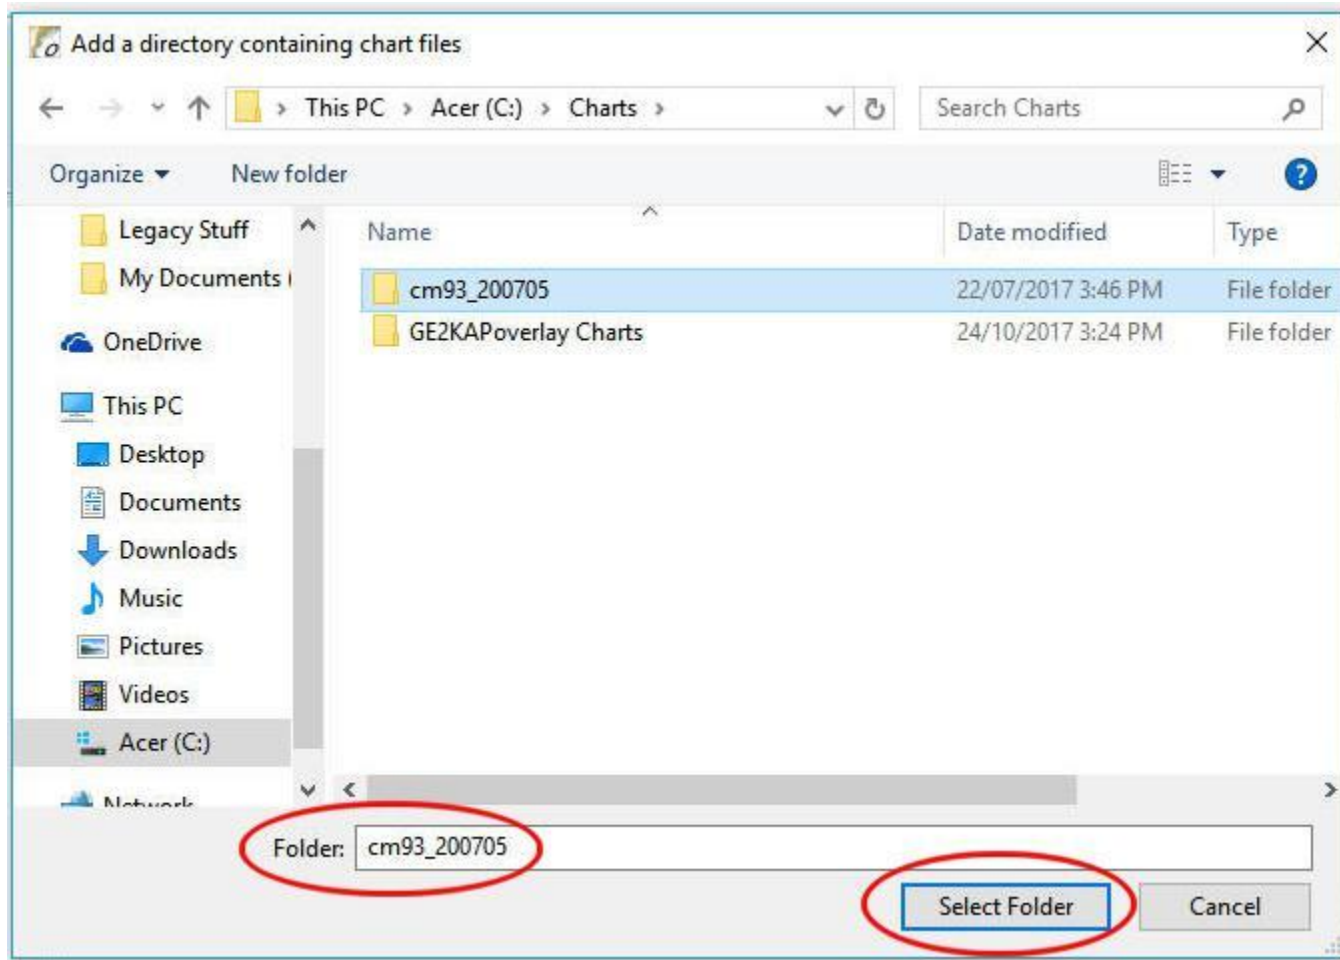 Add a directory containing chart files
This PC > Acer (C:) > Charts >
Search Charts
Organize
New folder
Name
Date modified
Type
Legacy Stuff
My Documents (
OneDrive
This PC
Desktop
Documents
Downloads
Music
Pictures
Videos
Acer (C:)
Network
cm93_200705 22/07/2017 3:46 PM File folder
GE2KAPoverlay Charts 24/10/2017 3:24 PM File folder
Folder: cm93_200705
Select Folder
Cancel